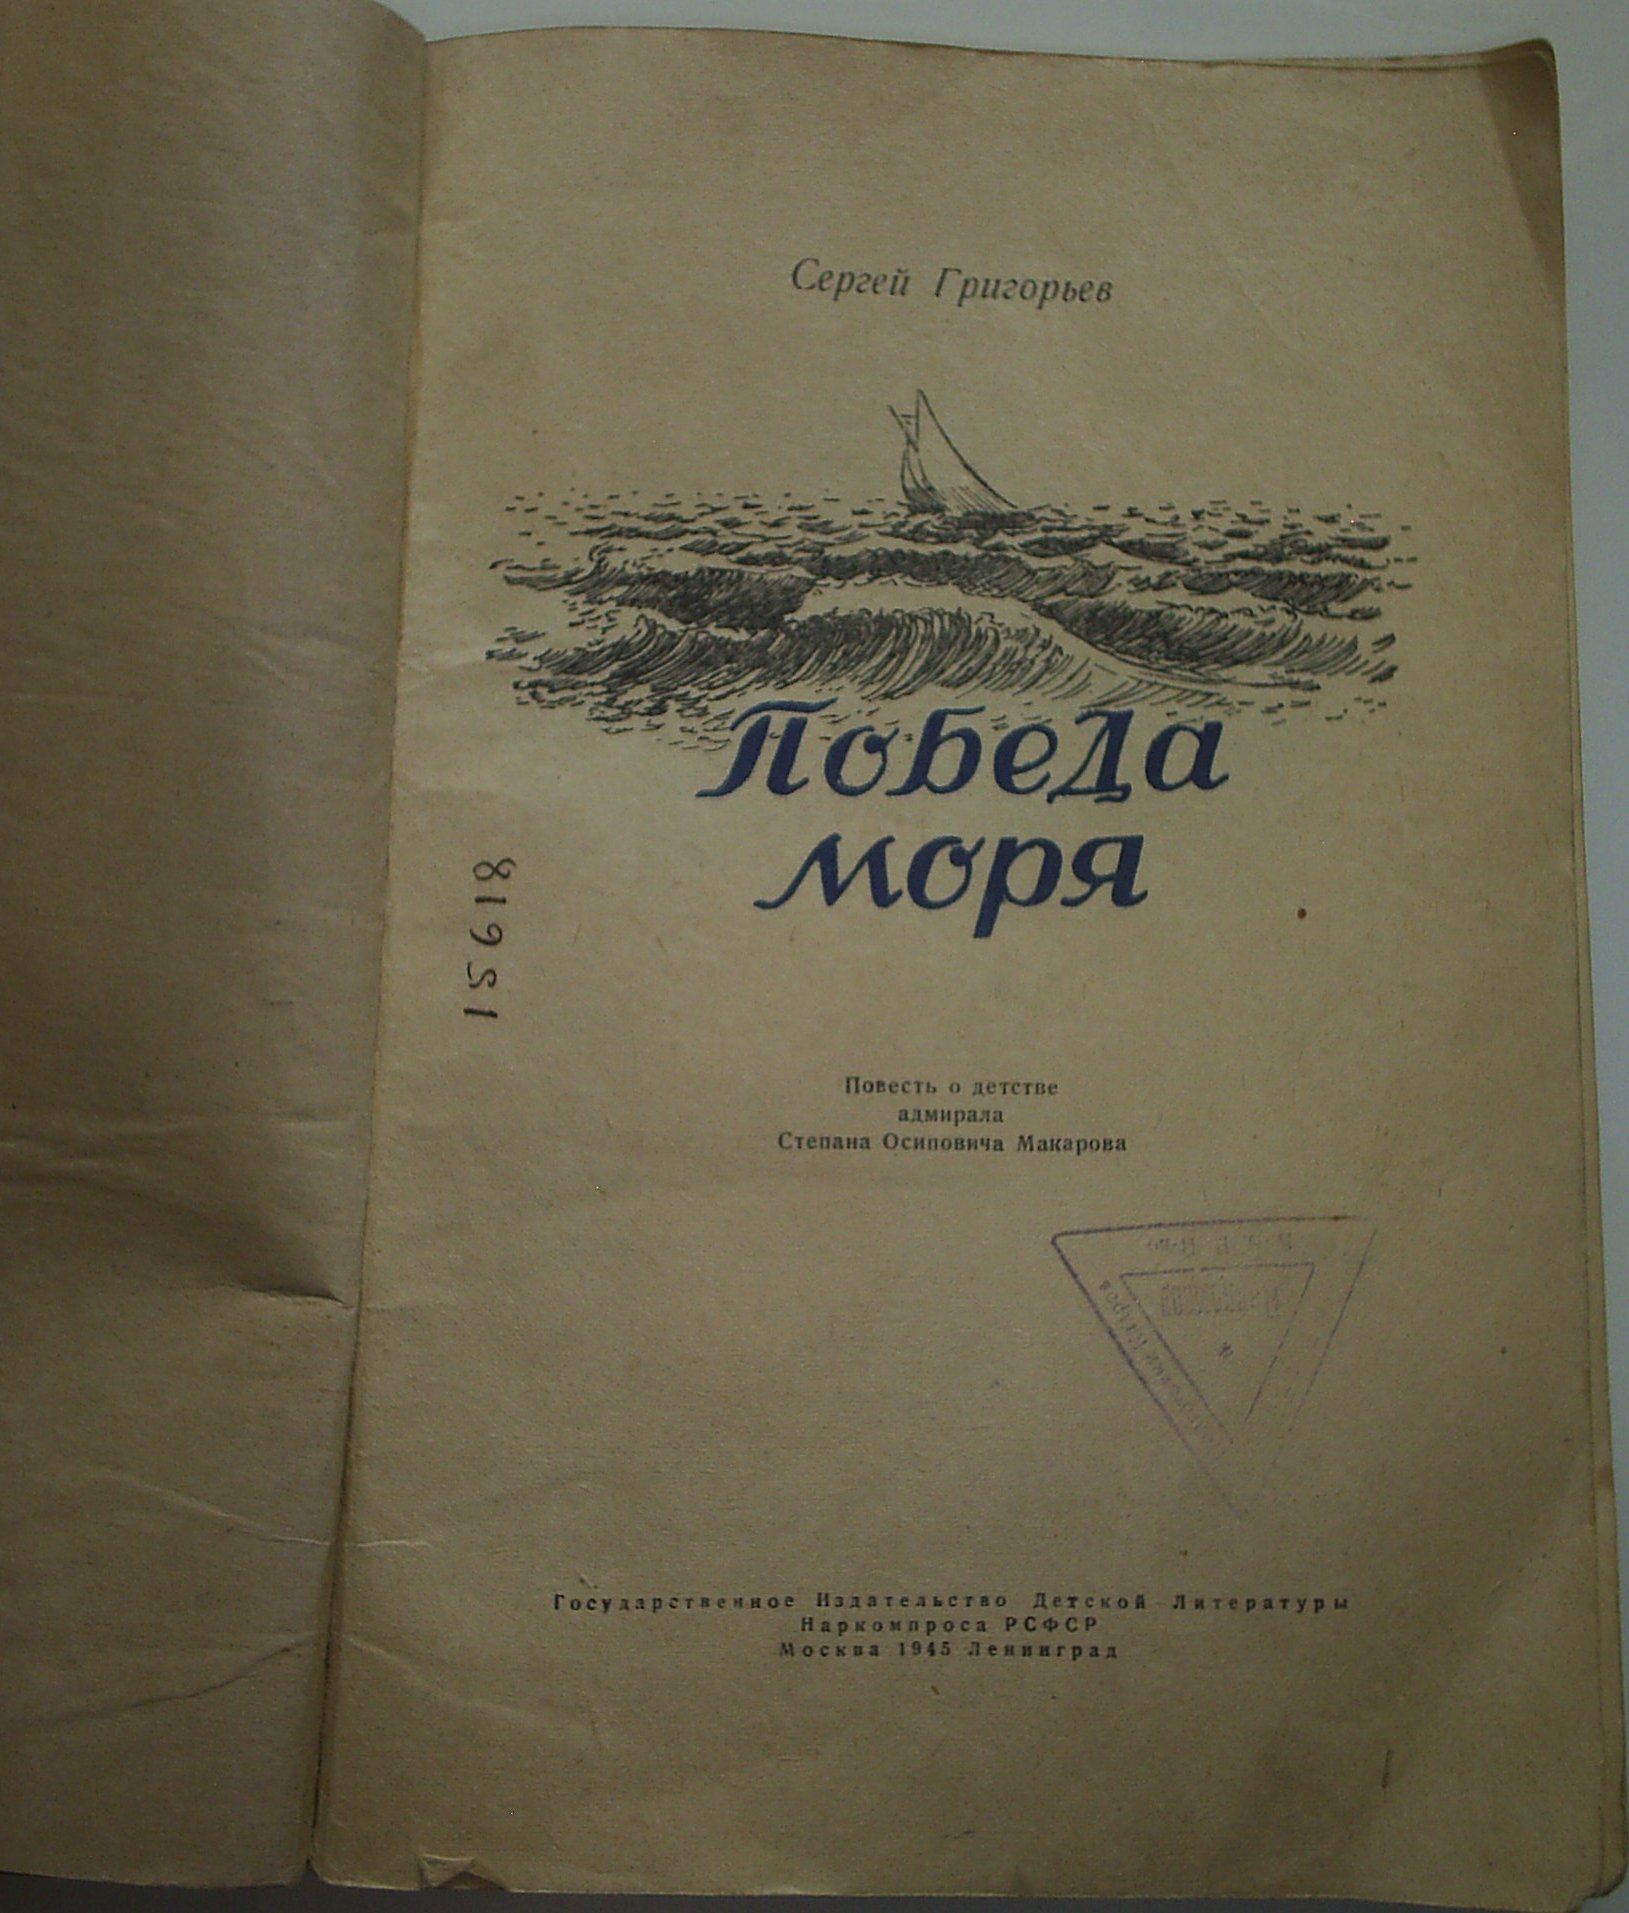 Сергей Григорьев
Победа
моря
15918
Повесть о детстве
адмирала
Степана Осиповича Макарова
Государственное Издательство Детской Литературы
Наркомпроса РСФСР
Москва 1945 Ленинград